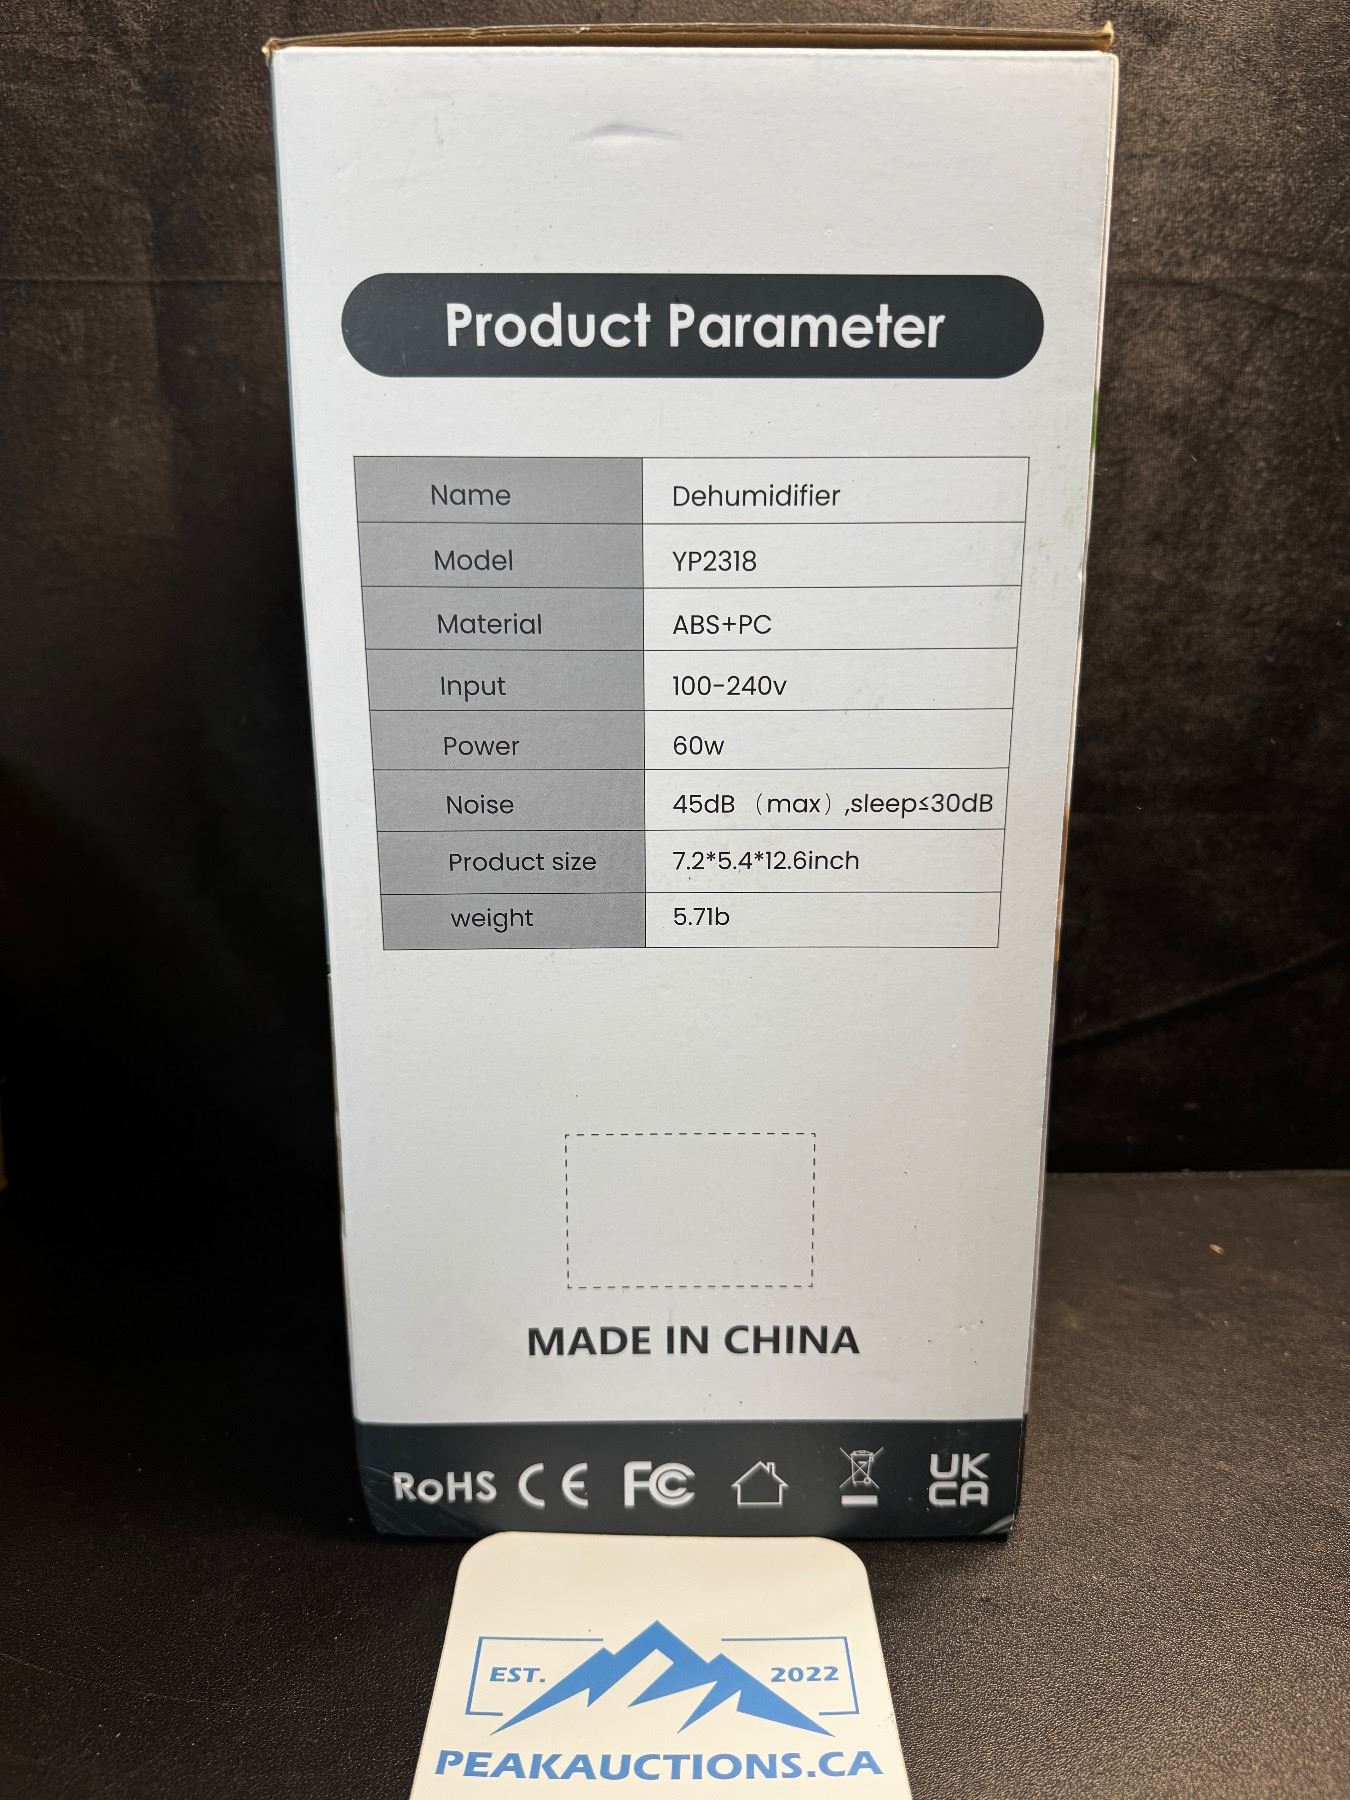 Product Parameter
Name Dehumidifier
Model YP2318
Material ABS+PC
Input 100-240v
Power 60w
Noise 45dB （max）,sleep≤30dB
Product size 7.2*5.4*12.6inch
weight 5.71b
MADE IN CHINA
RoHS CE FC UK
CA
EST. 2022
PEAKAUCTIONS.CA